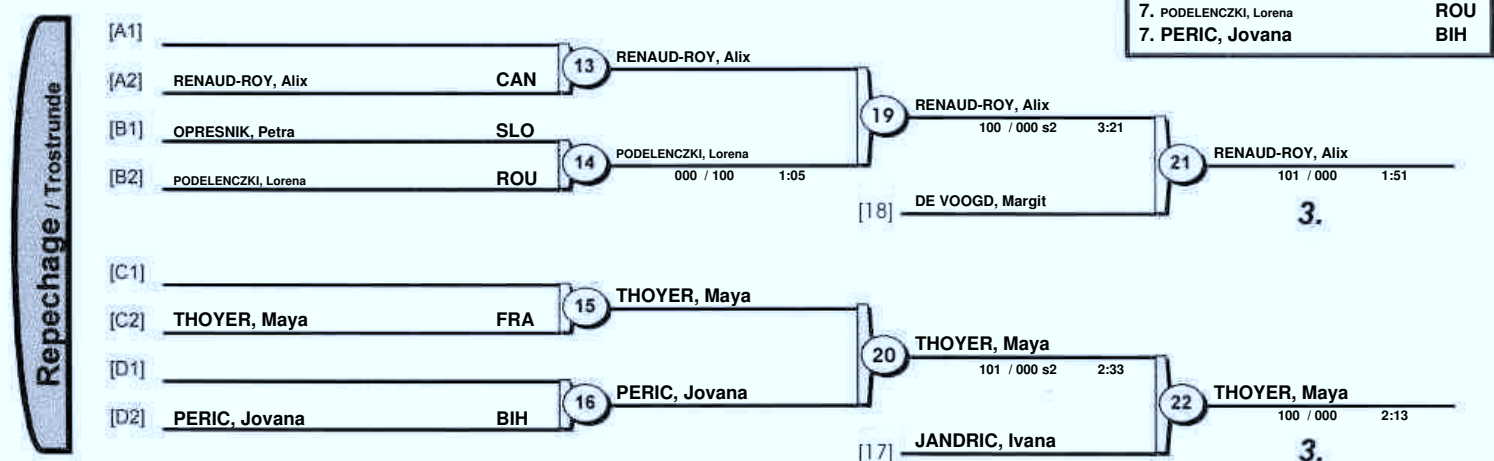 7. PODELENCZKI, Lorena ROU
7. PERIC, Jovana BIH
Repechage / Trostrunde
[A1]
[A2] RENAUD-ROY, Alix CAN
13 RENAUD-ROY, Alix
[B1] OPRESNIK, Petra SLO
[B2] PODELENCZKI, Lorena ROU
14 PODELENCZKI, Lorena
000 / 100 1:05
19 RENAUD-ROY, Alix
100 / 000 s2 3:21
[18] DE VOOGD, Margit
21 RENAUD-ROY, Alix
101 / 000 1:51
3.
[C1]
[C2] THOYER, Maya FRA
15 THOYER, Maya
[D1]
[D2] PERIC, Jovana BIH
16 PERIC, Jovana
20 THOYER, Maya
101 / 000 s2 2:33
[17] JANDRIC, Ivana
22 THOYER, Maya
100 / 000 2:13
3.